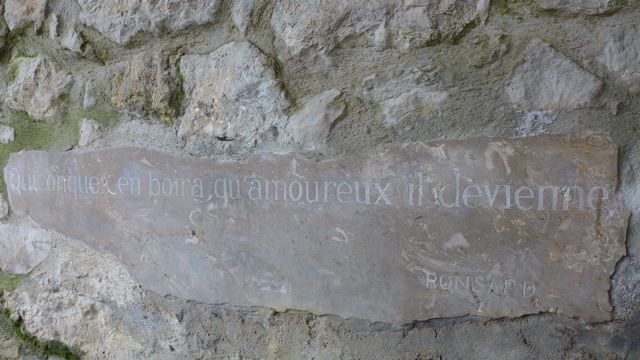 Quiconque en boira, qu'amoureux il devienne
RONSARD